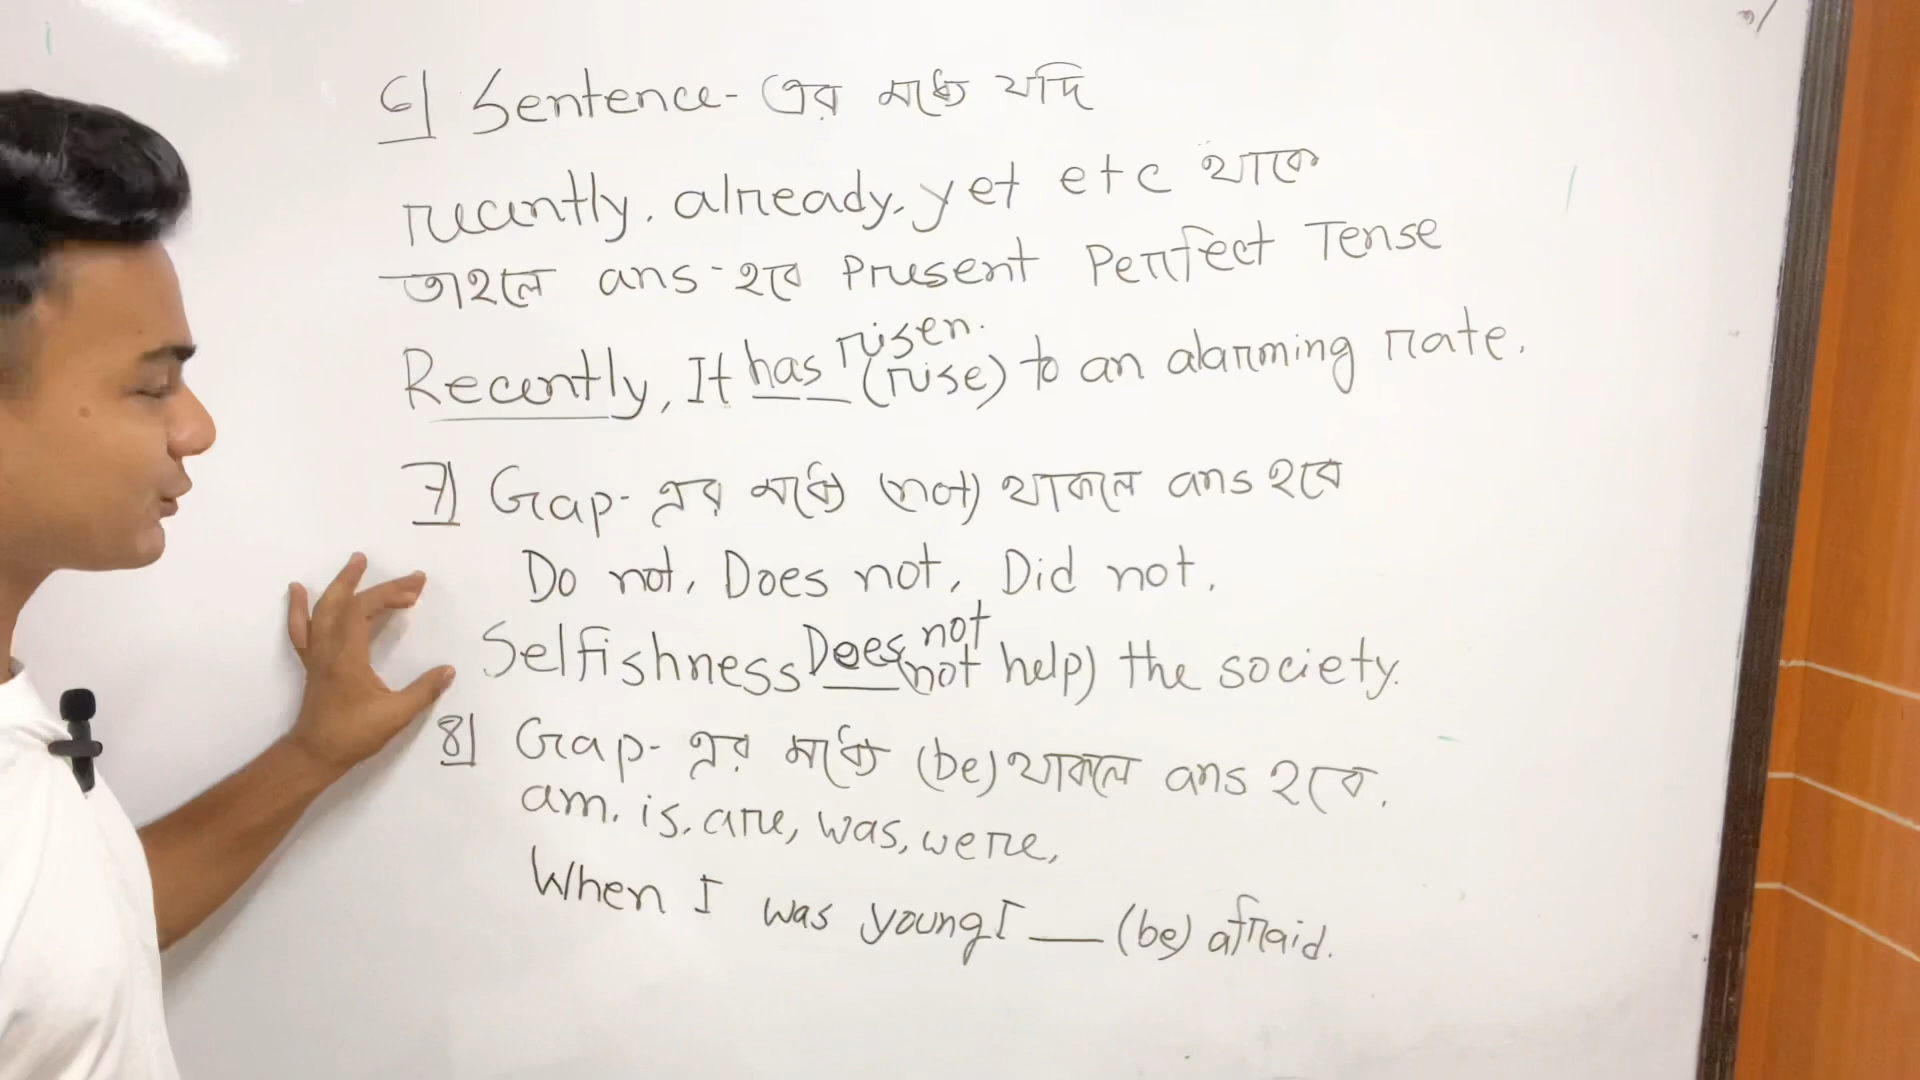 6| Sentence - এর মধ্যে যদি
recently, already, yet etc থাকে
তাহলে ans - হবে Present Perfect Tense
risen.
Recently, It has (rise) to an alarming rate.
7| Gap - এর মধ্যে (not) থাকলে ans হবে
Do not, Does not, Did not.
not
Selfishness Does (not help) the society.
8| Gap - এর মধ্যে (be) থাকলে ans হবে.
am, is, are, was, were,
When I was young I ___ (be) afraid.